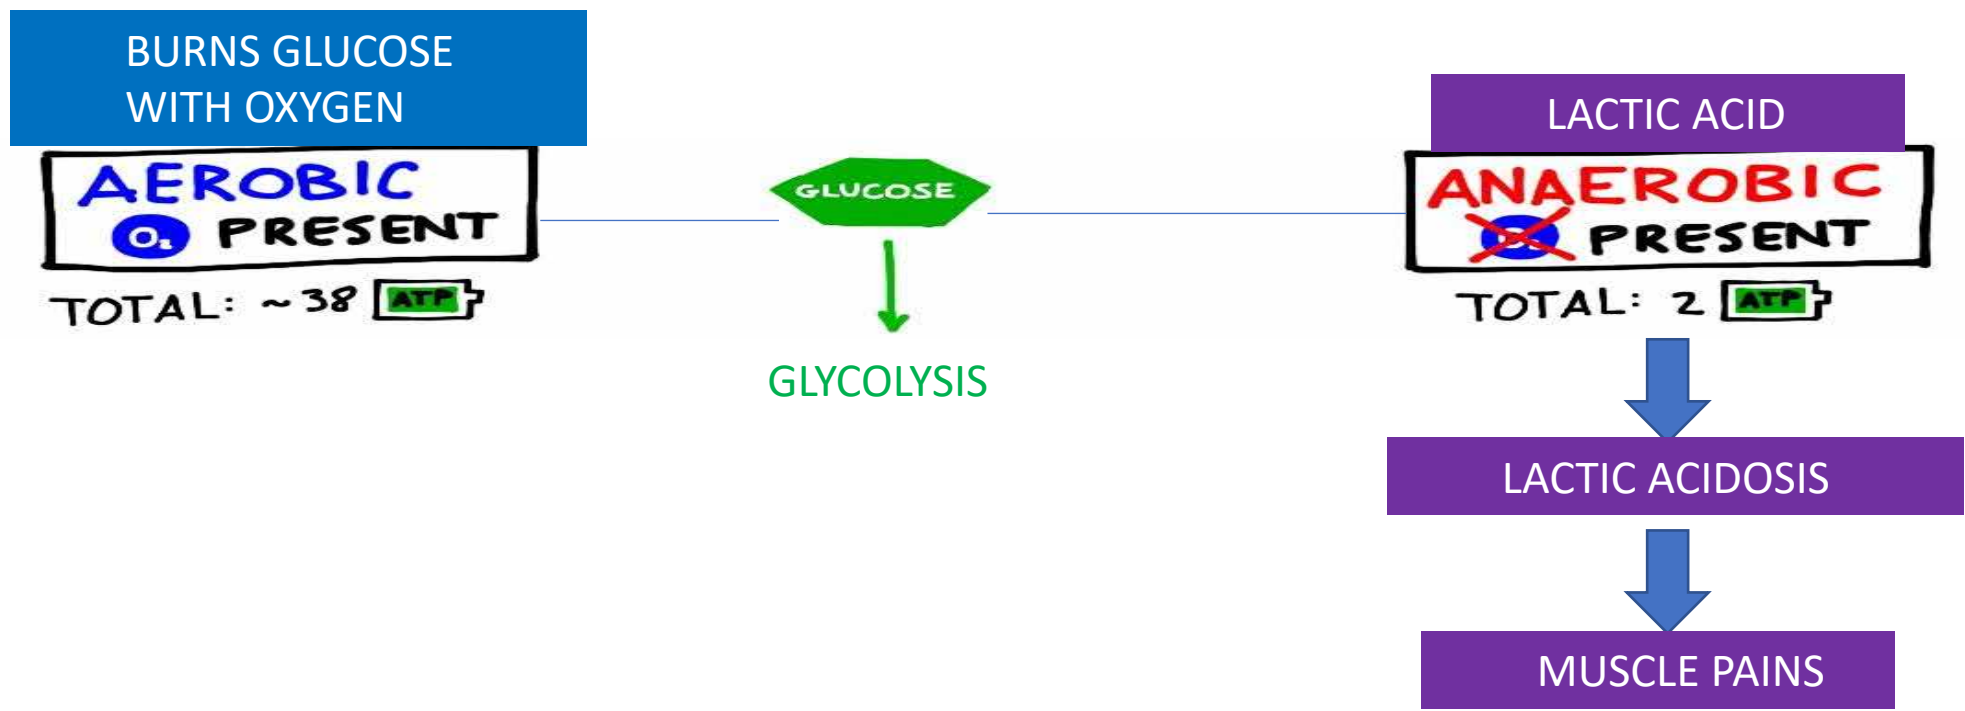 BURNS GLUCOSE
WITH OXYGEN
AEROBIC
O₂ PRESENT
TOTAL: ~38 ATP
GLUCOSE
GLYCOLYSIS
LACTIC ACID
ANAEROBIC
PRESENT
TOTAL: 2 ATP
LACTIC ACIDOSIS
MUSCLE PAINS